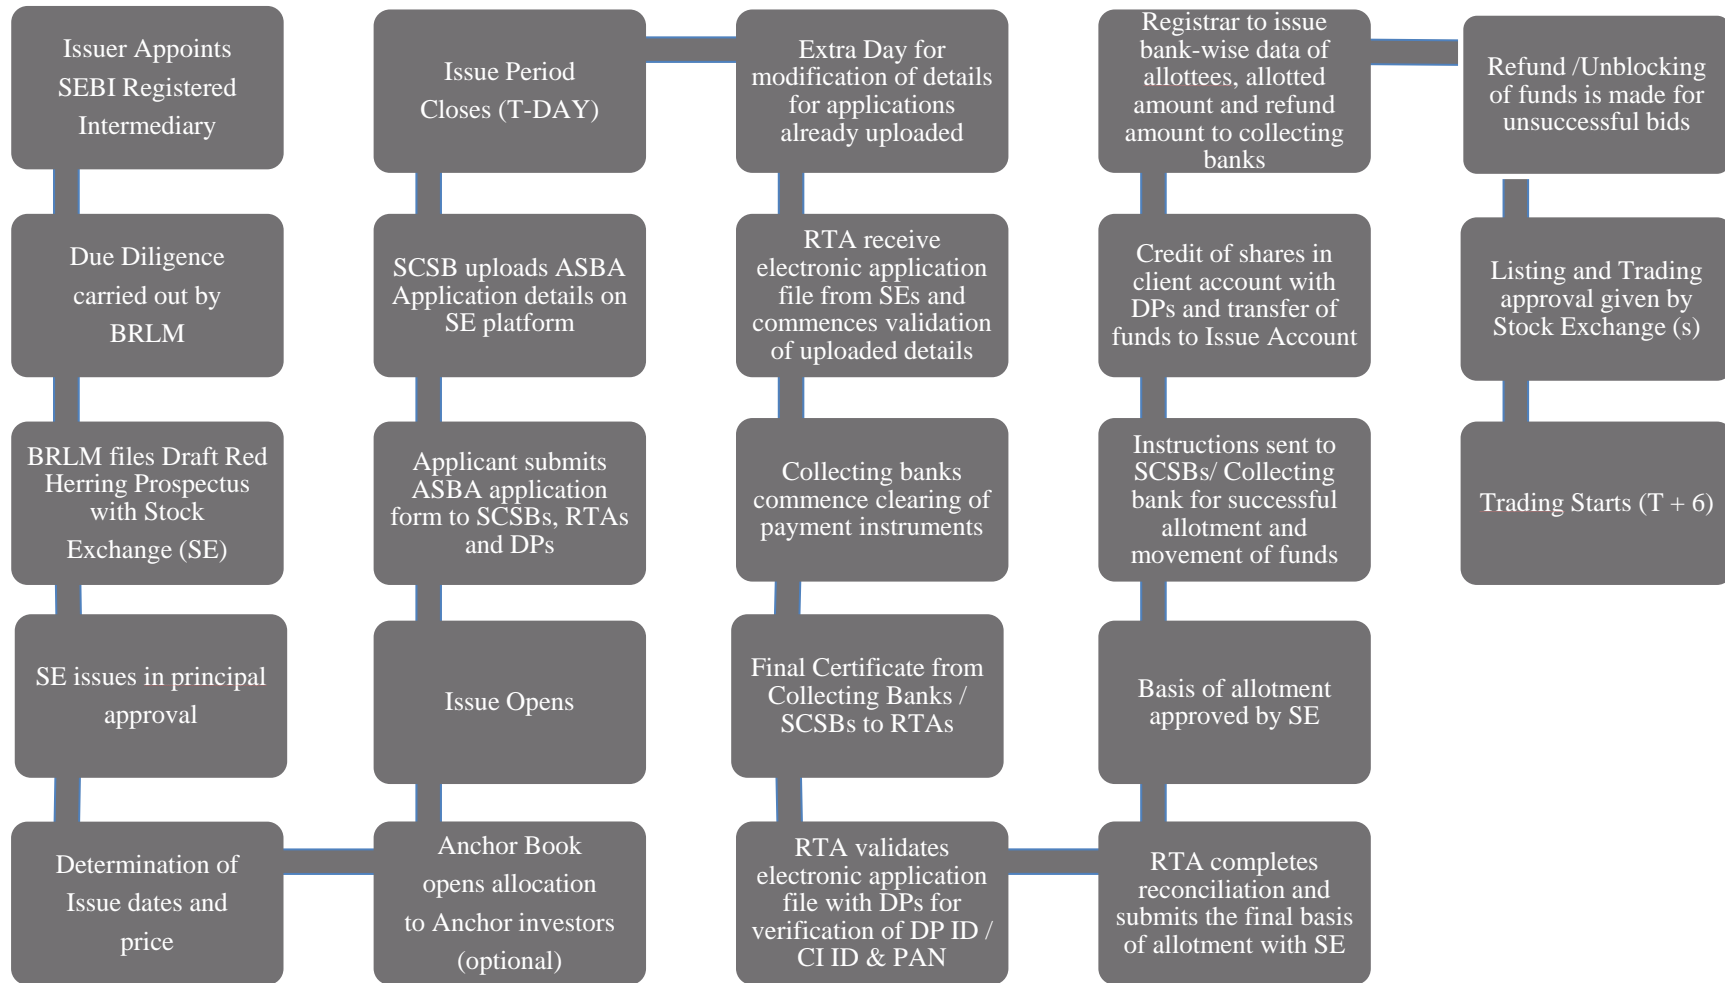 Issuer Appoints
SEBI Registered
Intermediary
Due Diligence
carried out by
BRLM
BRLM files Draft Red
Herring Prospectus
with Stock
Exchange (SE)
SE issues in principal
approval
Determination of
Issue dates and
price
Anchor Book
opens allocation
to Anchor investors
(optional)
Issue Opens
Applicant submits
ASBA application
form to SCSBs, RTAs
and DPs
SCSB uploads ASBA
Application details on
SE platform
Issue Period
Closes (T-DAY)
Extra Day for
modification of details
for applications
already uploaded
RTA receive
electronic application
file from SEs and
commences validation
of uploaded details
Collecting banks
commence clearing of
payment instruments
Final Certificate from
Collecting Banks /
SCSBs to RTAs
RTA validates
electronic application
file with DPs for
verification of DP ID /
CI ID & PAN
RTA completes
reconciliation and
submits the final basis
of allotment with SE
Basis of allotment
approved by SE
Instructions sent to
SCSBs/ Collecting
bank for successful
allotment and
movement of funds
Credit of shares in
client account with
DPs and transfer of
funds to Issue Account
Registrar to issue
bank-wise data of
allottees, allotted
amount and refund
amount to collecting
banks
Refund /Unblocking
of funds is made for
unsuccessful bids
Listing and Trading
approval given by
Stock Exchange (s)
Trading Starts (T + 6)